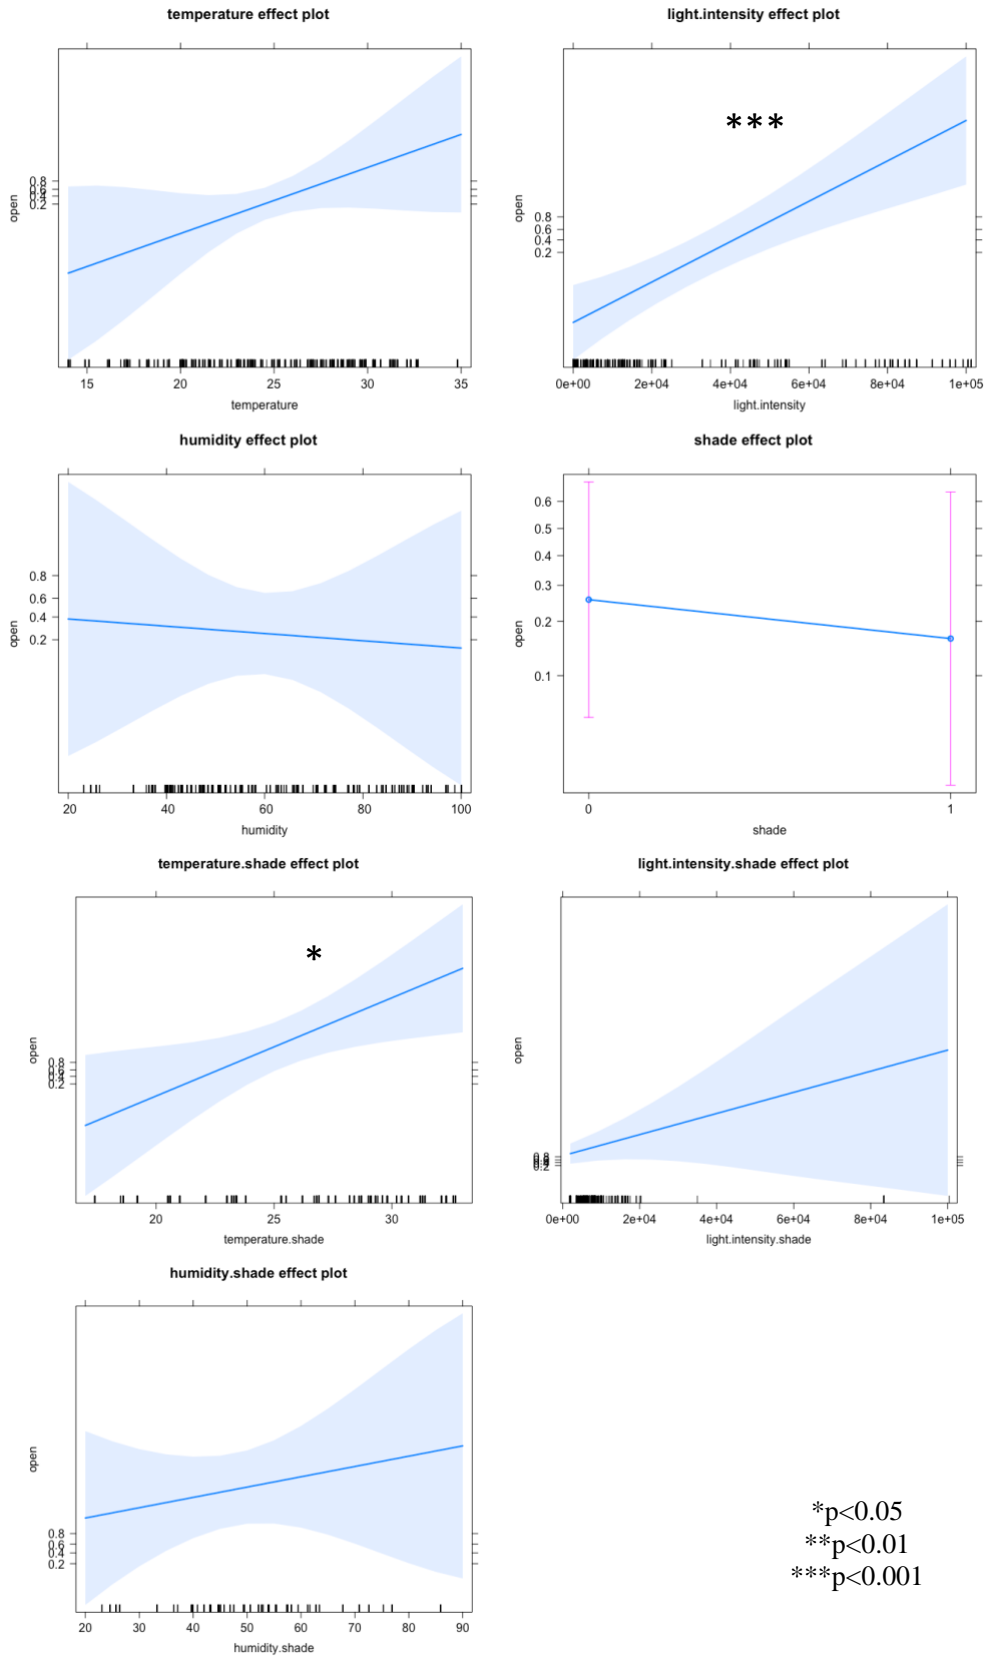 temperature effect plot
open
0.8
0.6
0.4
0.2
15 20 25 30 35
temperature
light.intensity effect plot
***
open
0.8
0.6
0.4
0.2
0e+00 2e+04 4e+04 6e+04 8e+04 1e+05
light.intensity
humidity effect plot
open
0.8
0.6
0.4
0.2
20 40 60 80 100
humidity
shade effect plot
open
0.6
0.5
0.4
0.3
0.2
0.1
0 1
shade
temperature.shade effect plot
*
open
0.8
0.6
0.4
0.2
20 25 30
temperature.shade
light.intensity.shade effect plot
open
0.8
0.2
0e+00 2e+04 4e+04 6e+04 8e+04 1e+05
light.intensity.shade
humidity.shade effect plot
open
0.8
0.6
0.4
0.2
20 30 40 50 60 70 80 90
humidity.shade
*p<0.05
**p<0.01
***p<0.001